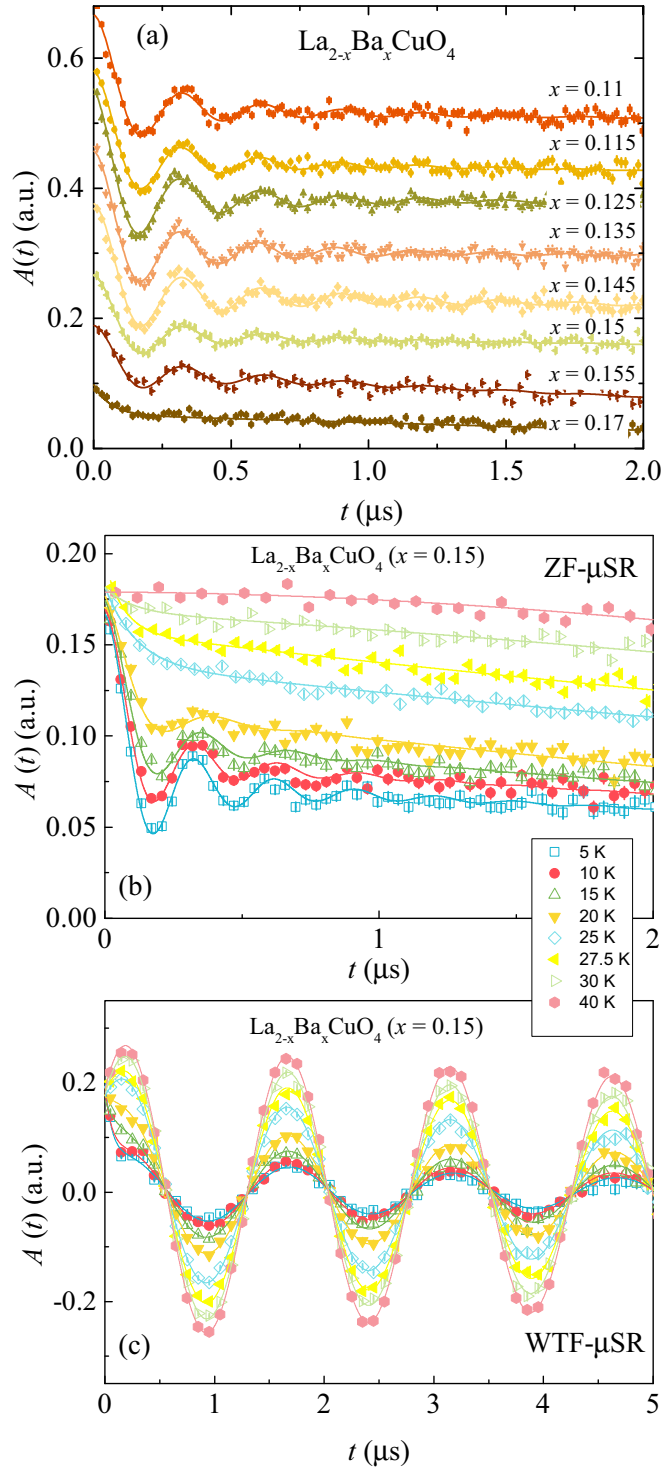 (a)
La2-xBaxCuO4
x = 0.11
x = 0.115
x = 0.125
x = 0.135
x = 0.145
x = 0.15
x = 0.155
x = 0.17
A(t) (a.u.)
0.6
0.4
0.2
0.0
0.0 0.5 1.0 1.5 2.0
t (μs)
La2-xBaxCuO4 (x = 0.15)
ZF-μSR
A (t) (a.u.)
0.20
0.15
0.10
0.05
0.00
(b)
0 1 2
t (μs)
5 K
10 K
15 K
20 K
25 K
27.5 K
30 K
40 K
La2-xBaxCuO4 (x = 0.15)
A (t) (a.u.)
0.2
0.0
-0.2
(c)
WTF-μSR
0 1 2 3 4 5
t (μs)